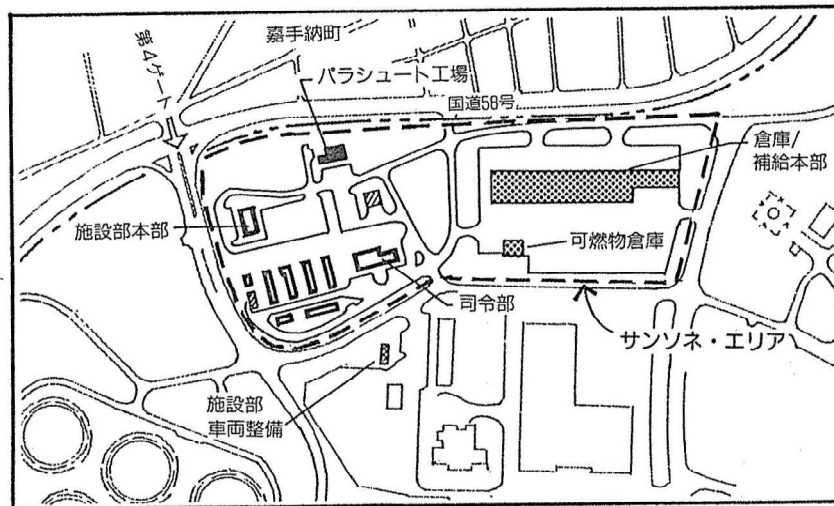 嘉手納町
第4ゲート
パラシュート工場
国道58号
倉庫/
補給本部
施設部本部
可燃物倉庫
司令部
サンソネ・エリア
施設部
車両整備